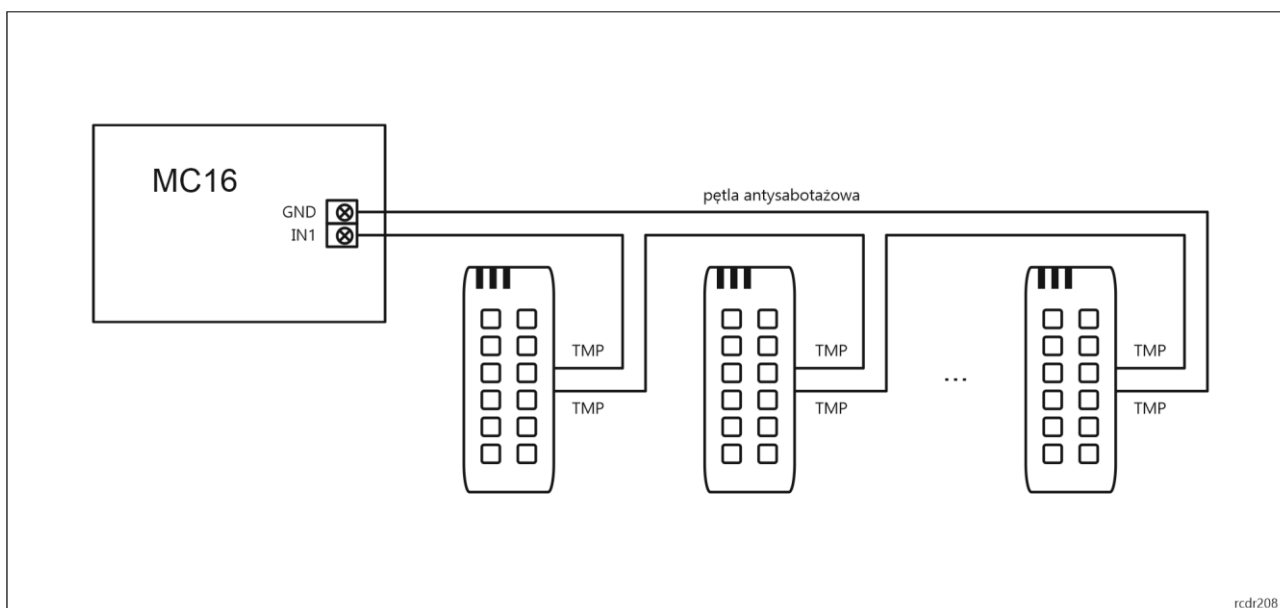 MC16
GND
IN1
pętla antysabotażowa
TMP
TMP
TMP
TMP
...
TMP
TMP
rcdr208